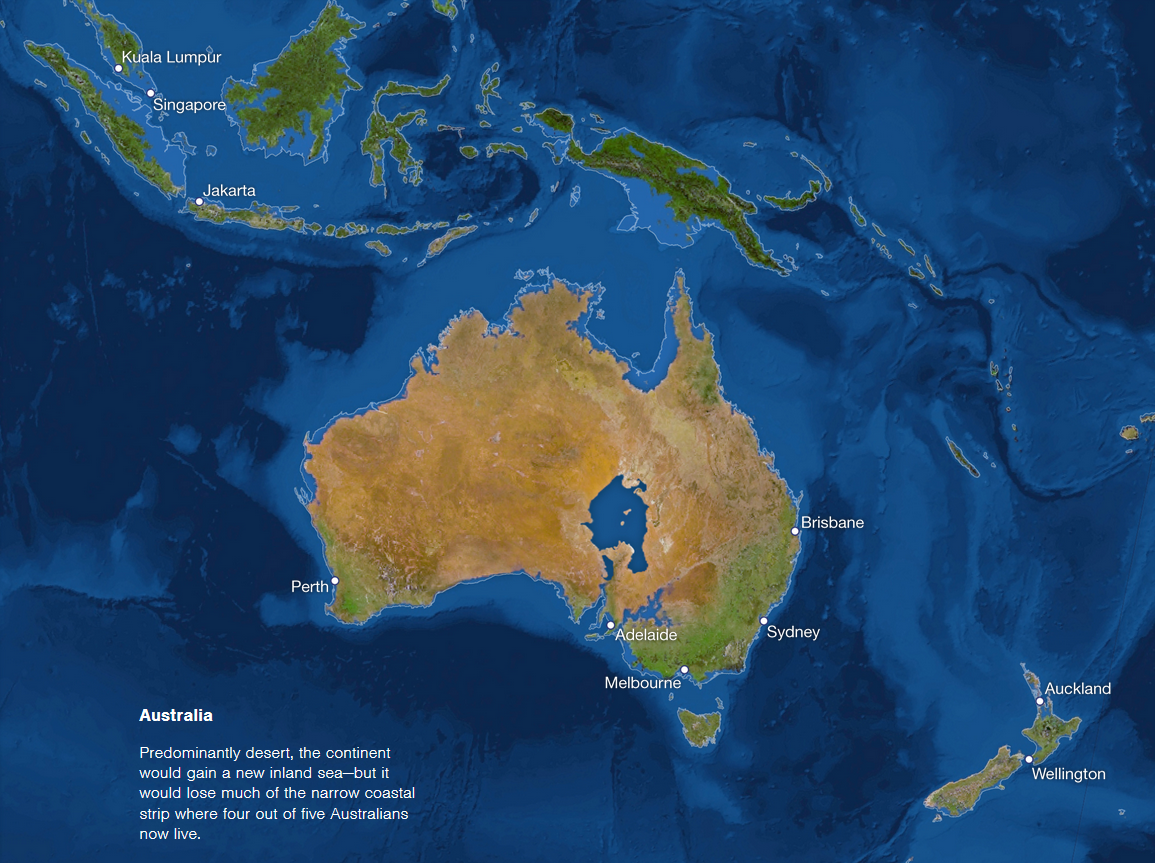 Kuala Lumpur
Singapore
Jakarta
Brisbane
Perth
Sydney
Adelaide
Melbourne
Auckland
Wellington
Australia
Predominantly desert, the continent
would gain a new inland sea—but it
would lose much of the narrow coastal
strip where four out of five Australians
now live.